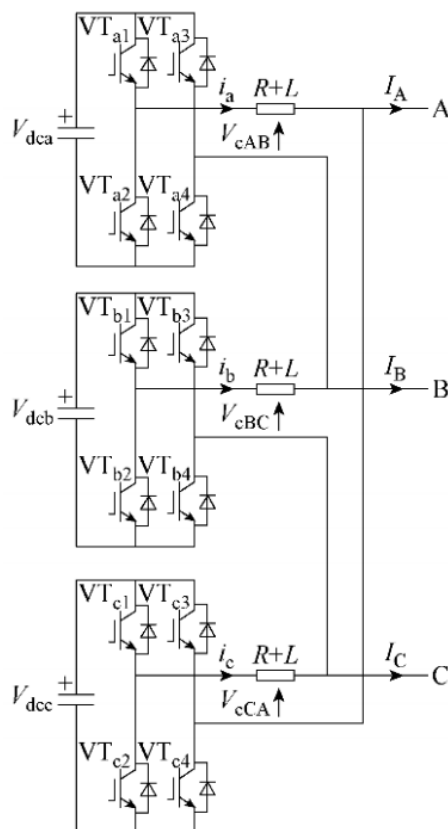 VTa1 VTa3
ia R+L IA A
Vdca + VcAB
VTa2 VTa4
VTb1 VTb3
ib R+L IB B
Vdcb + VcBC
VTb2 VTb4
VTc1 VTc3
ic R+L IC C
Vdcc + VcCA
VTc2 VTc4